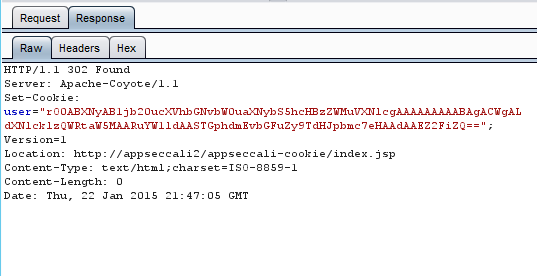 Request Response
Raw Headers Hex
HTTP/1.1 302 Found
Server: Apache-Coyote/1.1
Set-Cookie:
user="rO0ABXNyAB1jb20ucXVhbGNvbW0uaXNybS5hcHBzZWMuVXNlcgAAAAAAAAABAgACWgAL
dXNlcklzQWRtaW5MAARuYW1ldAASTGphdmEvbGFuZy9TdHJpbmc7eHAAdAAEZ2FiZQ==";
Version=1
Location: http://appseccali2/appseccali-cookie/index.jsp
Content-Type: text/html;charset=ISO-8859-1
Content-Length: 0
Date: Thu, 22 Jan 2015 21:47:05 GMT